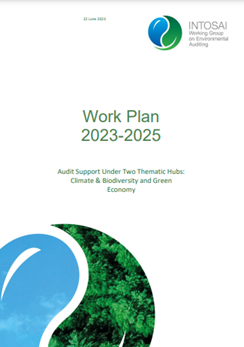 22 June 2023
INTOSAI
Working Group
on Environmental
Auditing
Work Plan
2023-2025
Audit Support Under Two Thematic Hubs:
Climate & Biodiversity and Green
Economy